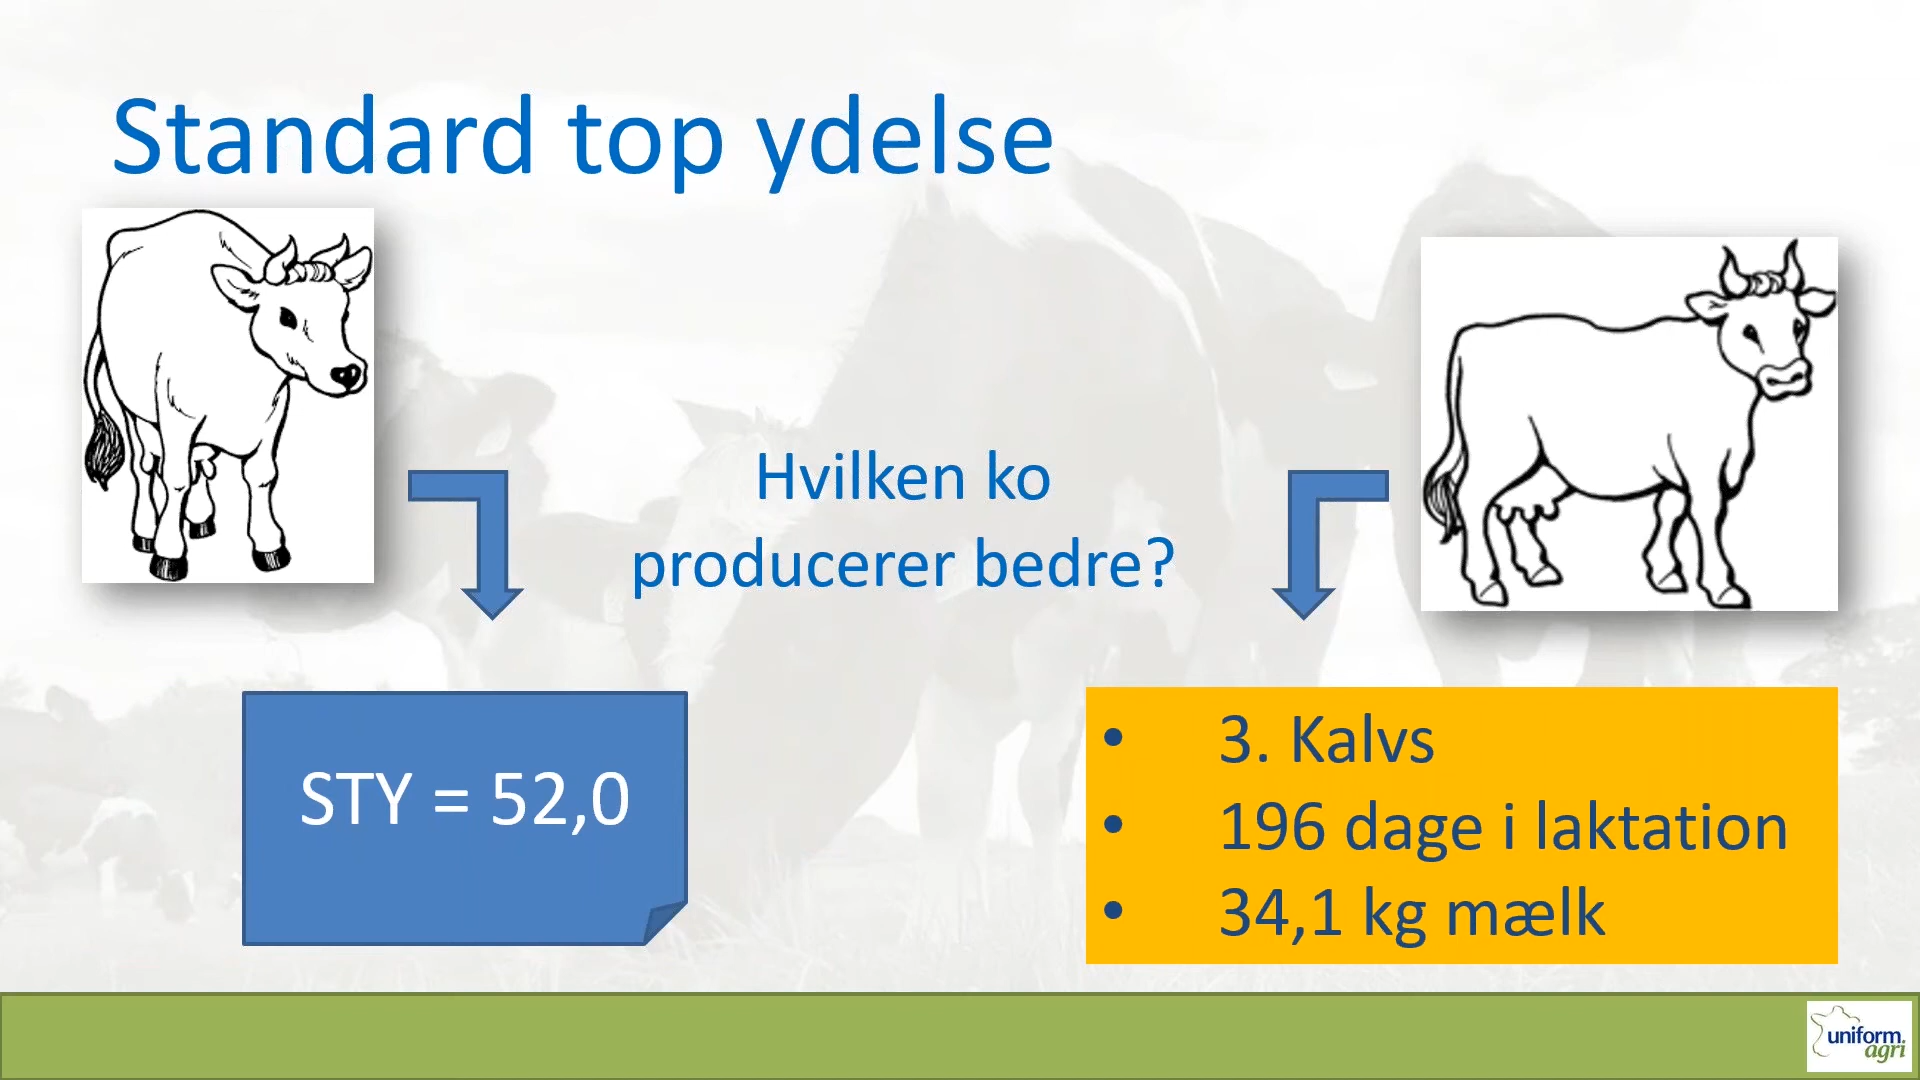 Standard top ydelse
Hvilken ko
producerer bedre?
STY = 52,0
• 3. Kalvs
• 196 dage i laktation
• 34,1 kg mælk
uniform
agri